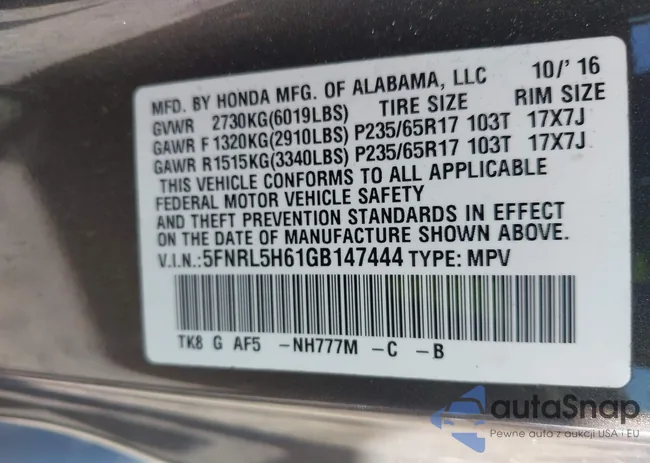 MFD. BY HONDA MFG. OF ALABAMA, LLC 10/'16
GVWR 2730KG(6019LBS) TIRE SIZE RIM SIZE
GAWR F 1320KG(2910LBS) P235/65R17 103T 17X7J
GAWR R1515KG(3340LBS) P235/65R17 103T 17X7J
THIS VEHICLE CONFORMS TO ALL APPLICABLE
FEDERAL MOTOR VEHICLE SAFETY
AND THEFT PREVENTION STANDARDS IN EFFECT
ON THE DATE OF MANUFACTURE SHOWN ABOVE.
V.I.N.:5FNRL5H61GB147444 TYPE: MPV
TK8 G AF5 -NH777M -C -B
autaSnap
Pewne auto z aukcji USA i EU